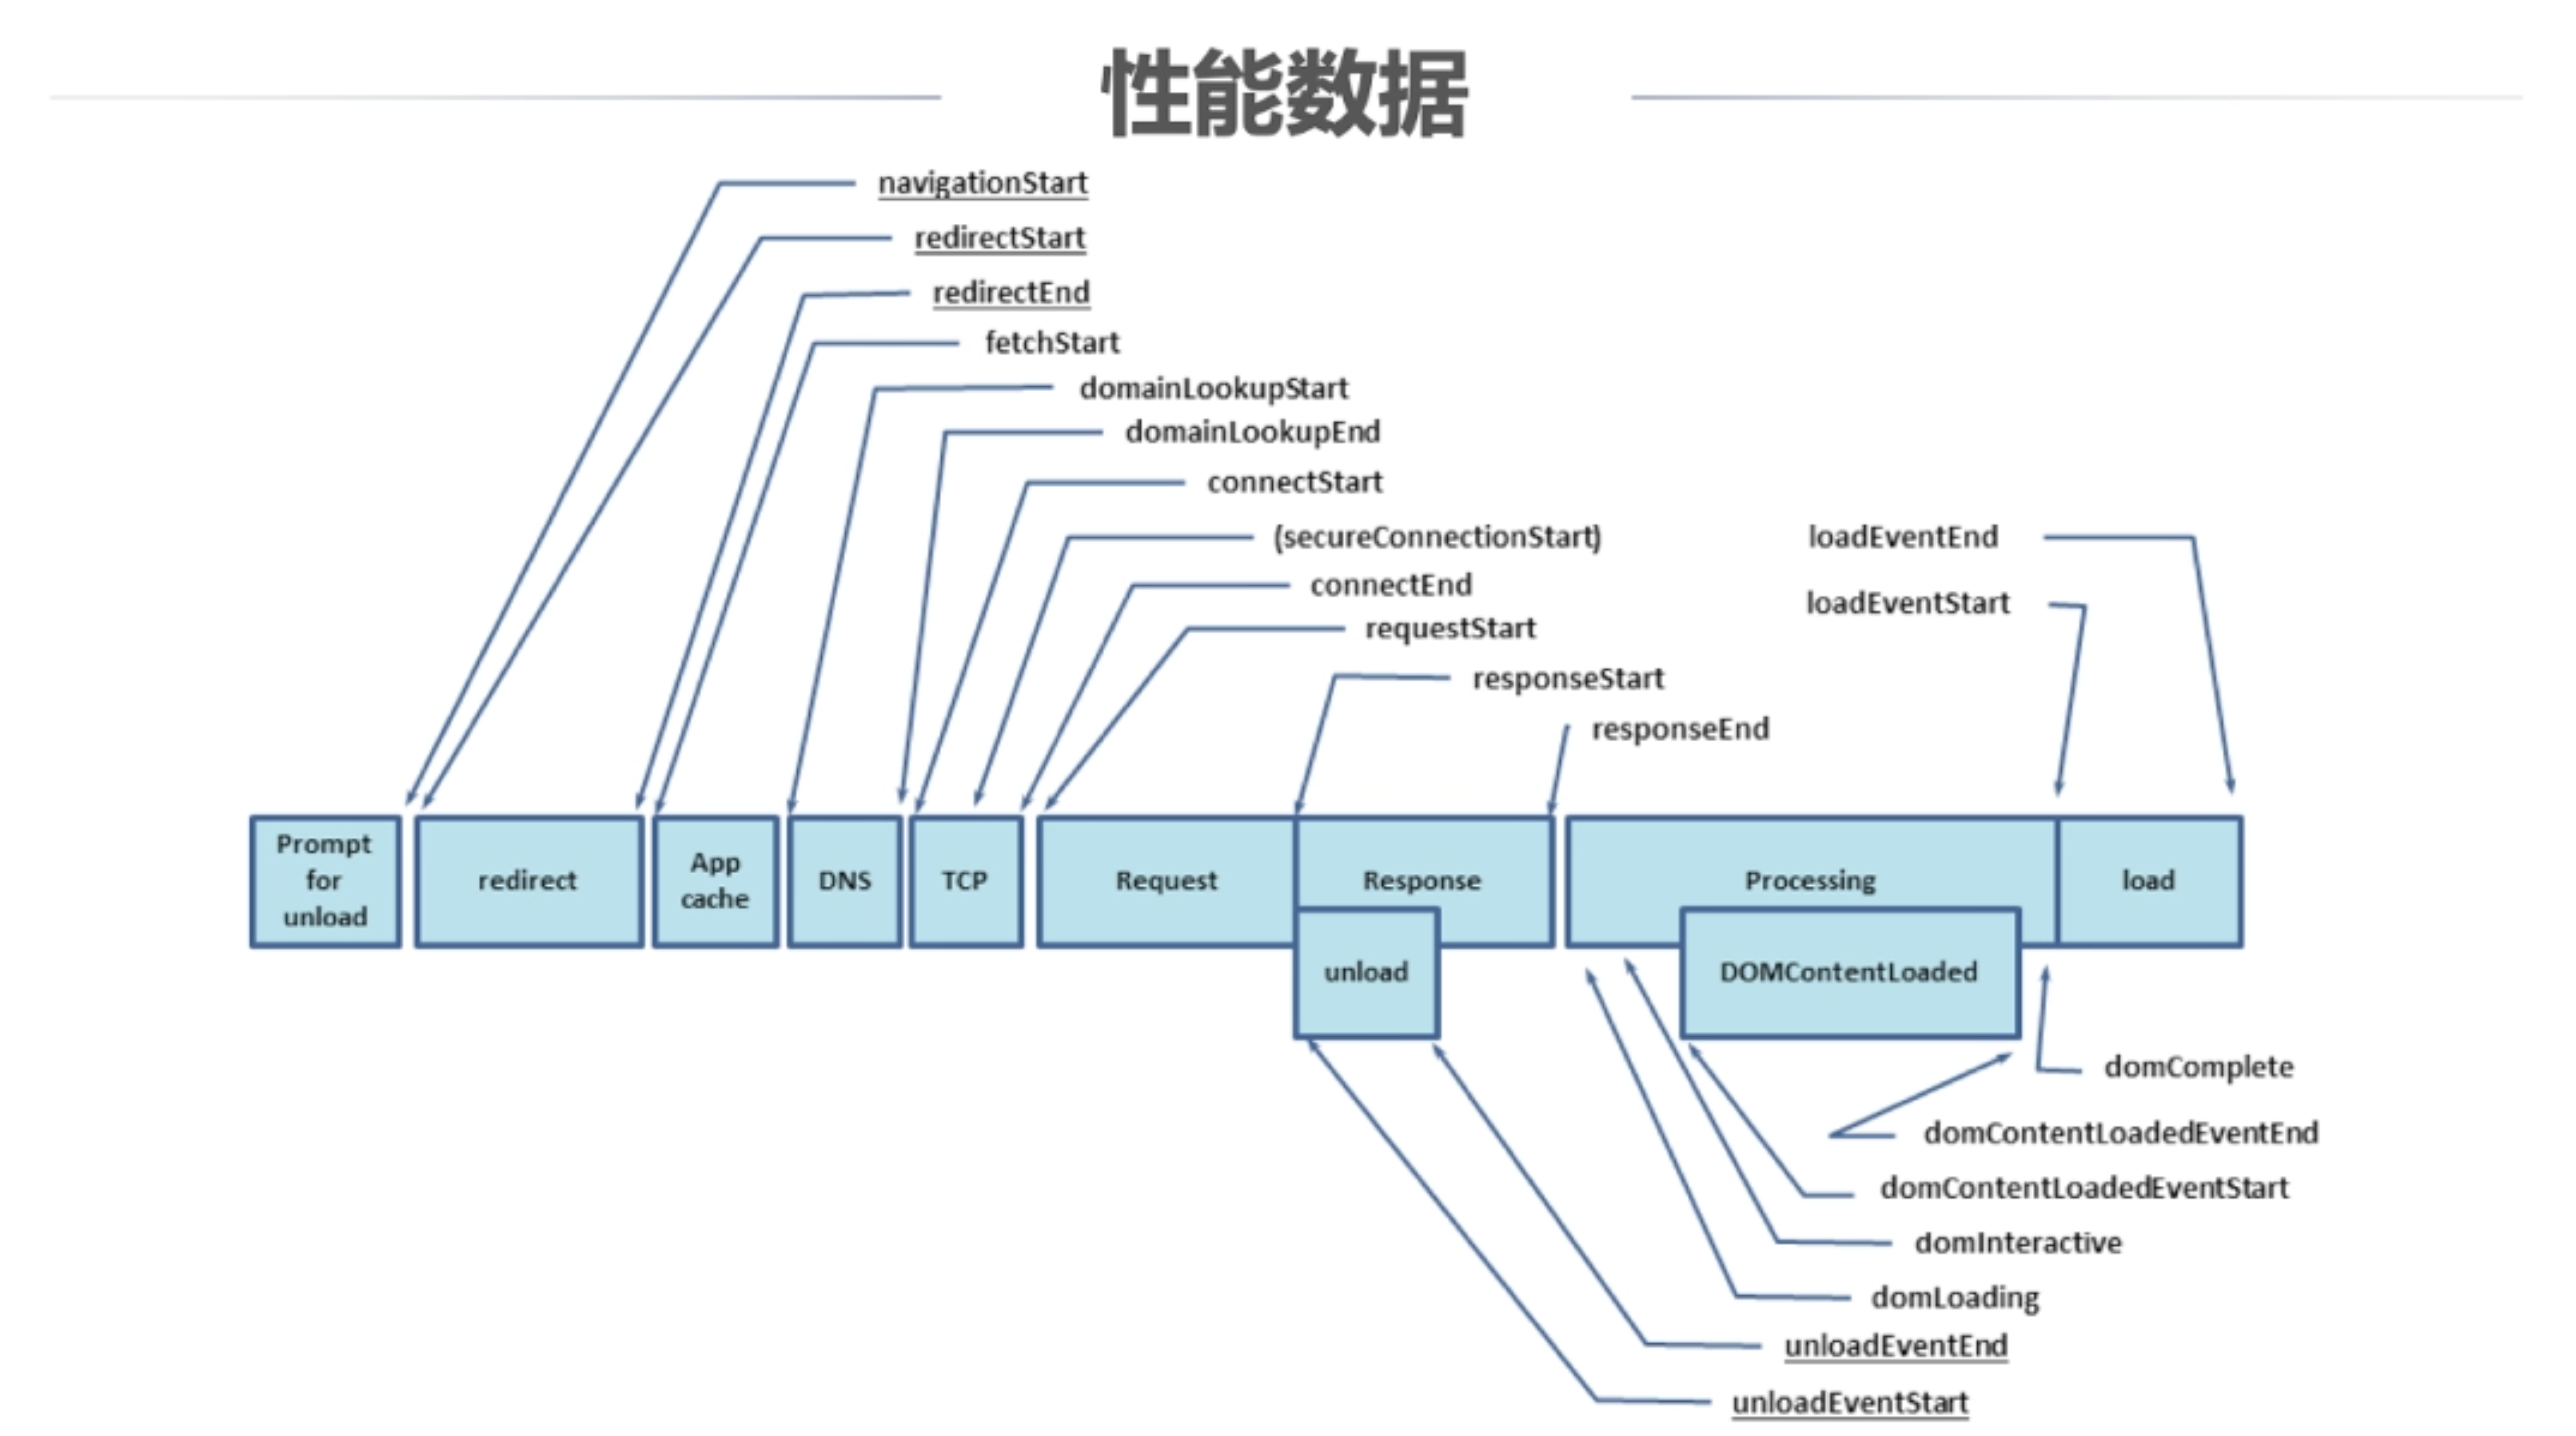 性能数据
navigationStart
redirectStart
redirectEnd
fetchStart
domainLookupStart
domainLookupEnd
connectStart
(secureConnectionStart)
loadEventEnd
connectEnd
loadEventStart
requestStart
responseStart
responseEnd
Prompt
for
unload
redirect
App
cache
DNS
TCP
Request
Response
Processing
load
unload
DOMContentLoaded
domComplete
domContentLoadedEventEnd
domContentLoadedEventStart
domInteractive
domLoading
unloadEventEnd
unloadEventStart